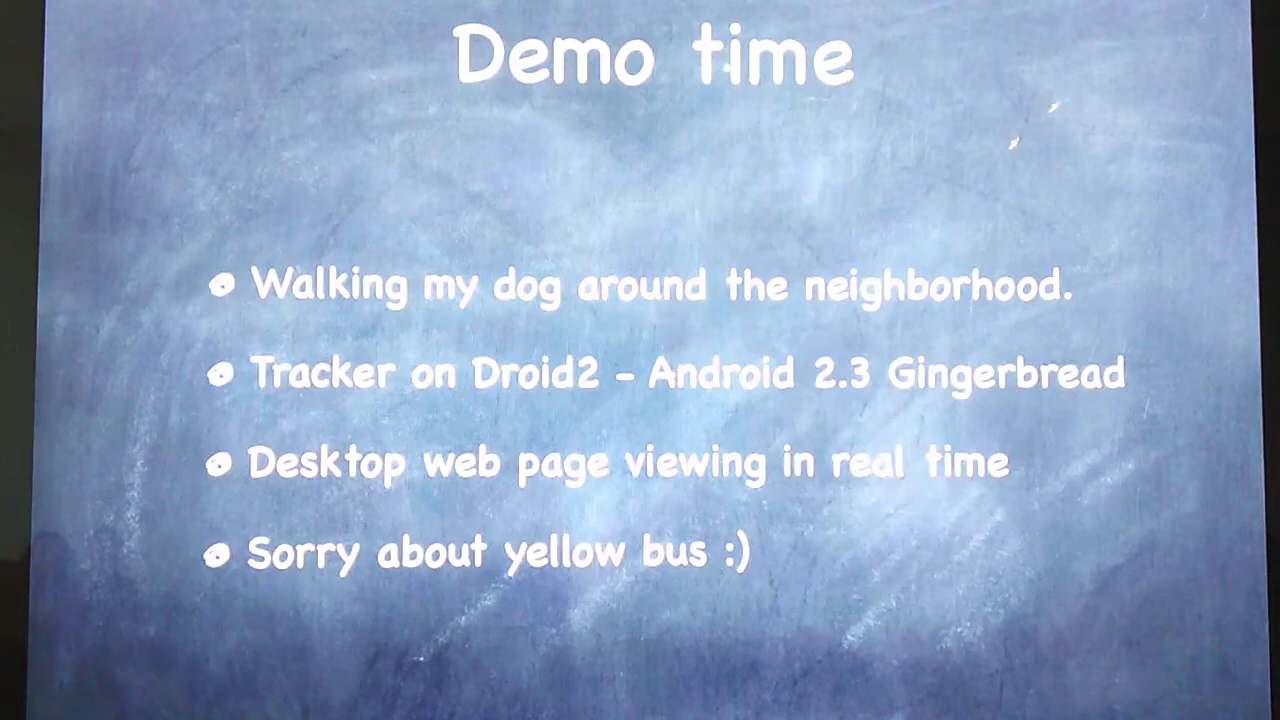 Demo time
Walking my dog around the neighborhood.
Tracker on Droid2 - Android 2.3 Gingerbread
Desktop web page viewing in real time
Sorry about yellow bus :)